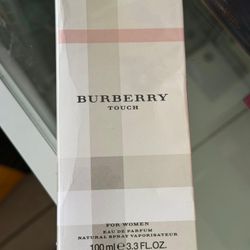 BURBERRY
TOUCH
FOR WOMEN
EAU DE PARFUM
NATURAL SPRAY VAPORISATEUR
100 ml ℮ 3.3 FL.OZ.